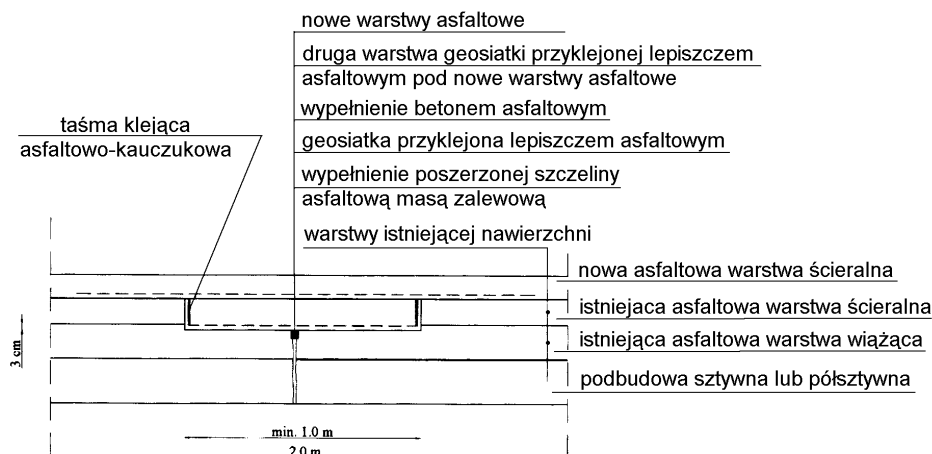 nowe warstwy asfaltowe
druga warstwa geosiatki przyklejonej lepiszczem
asfaltowym pod nowe warstwy asfaltowe
wypełnienie betonem asfaltowym
taśma klejąca
asfaltowo-kauczukowa
geosiatka przyklejona lepiszczem asfaltowym
wypełnienie poszerzonej szczeliny
asfaltową masą zalewową
warstwy istniejącej nawierzchni
nowa asfaltowa warstwa ścieralna
istniejaca asfaltowa warstwa ścieralna
istniejąca asfaltowa warstwa wiążąca
podbudowa sztywna lub półsztywna
3 cm
min. 1.0 m
2.0 m